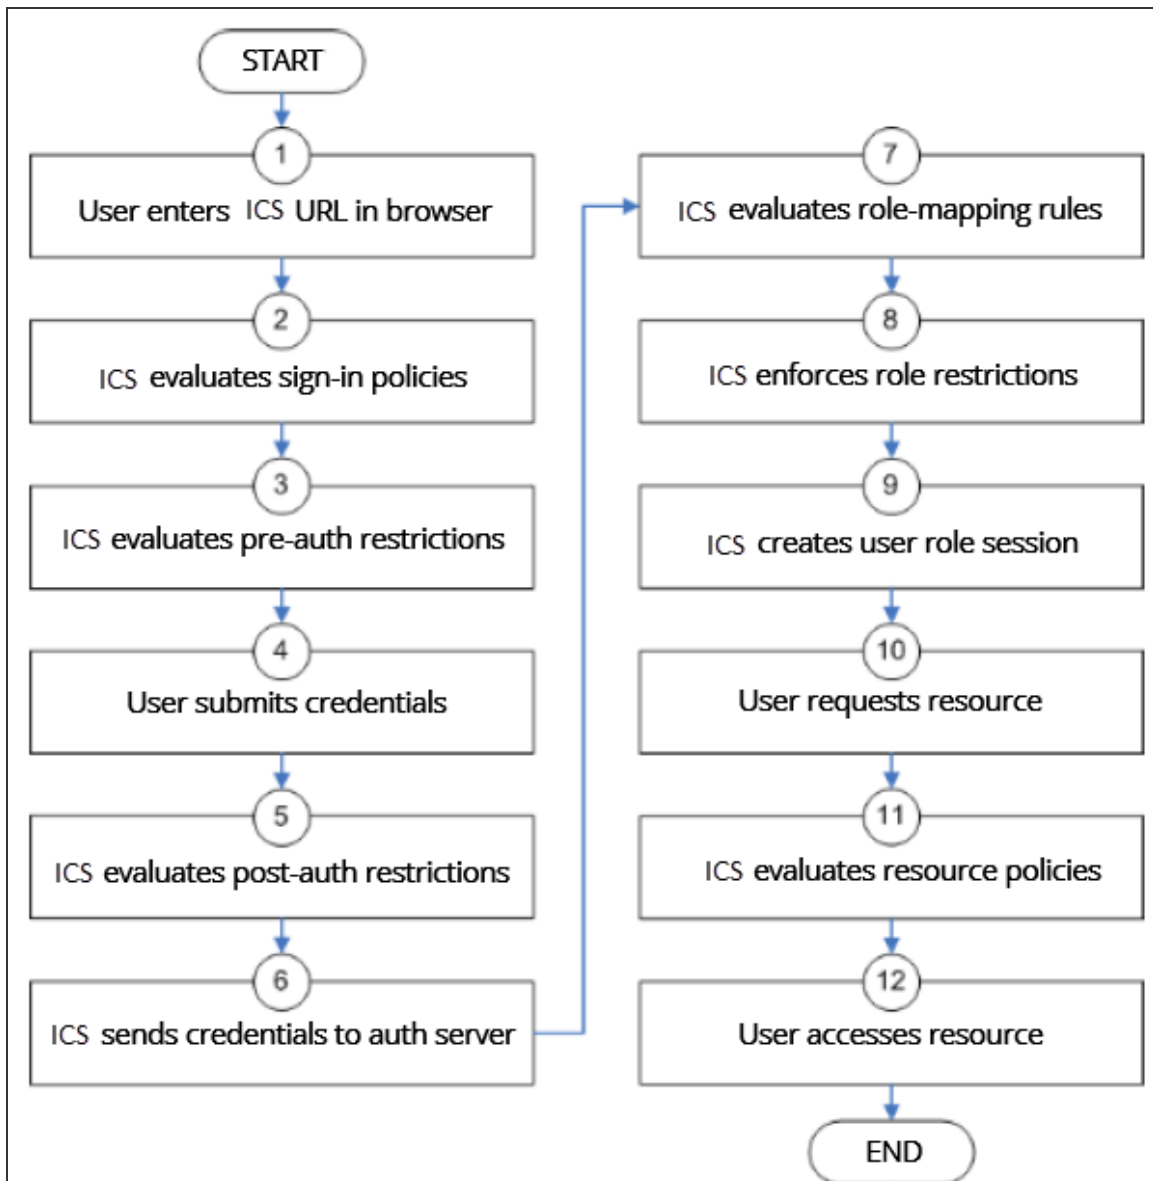 START
1
User enters ICS URL in browser
2
ICS evaluates sign-in policies
3
ICS evaluates pre-auth restrictions
4
User submits credentials
5
ICS evaluates post-auth restrictions
6
ICS sends credentials to auth server
7
ICS evaluates role-mapping rules
8
ICS enforces role restrictions
9
ICS creates user role session
10
User requests resource
11
ICS evaluates resource policies
12
User accesses resource
END